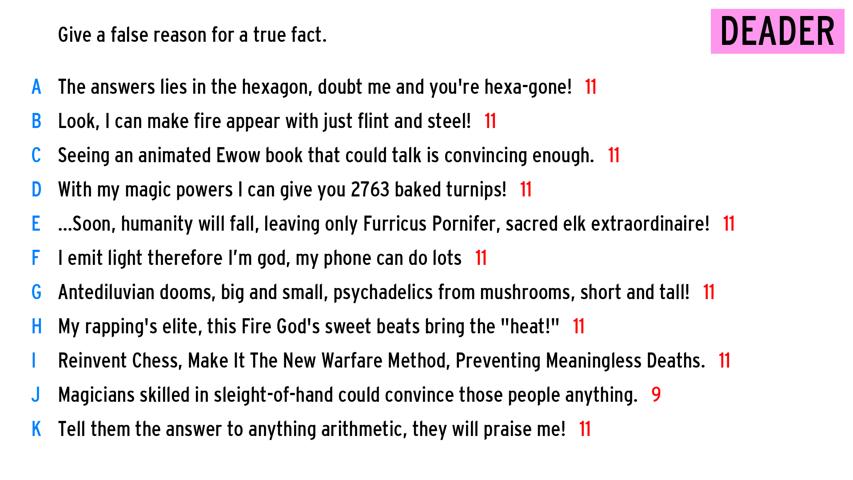 Give a false reason for a true fact.
DEADER
A The answers lies in the hexagon, doubt me and you're hexa-gone! 11
B Look, I can make fire appear with just flint and steel! 11
C Seeing an animated Ewow book that could talk is convincing enough. 11
D With my magic powers I can give you 2763 baked turnips! 11
E ...Soon, humanity will fall, leaving only Furricus Pornifer, sacred elk extraordinaire! 11
F I emit light therefore I'm god, my phone can do lots 11
G Antediluvian dooms, big and small, psychadelics from mushrooms, short and tall! 11
H My rapping's elite, this Fire God's sweet beats bring the "heat!" 11
I Reinvent Chess, Make It The New Warfare Method, Preventing Meaningless Deaths. 11
J Magicians skilled in sleight-of-hand could convince those people anything. 9
K Tell them the answer to anything arithmetic, they will praise me! 11